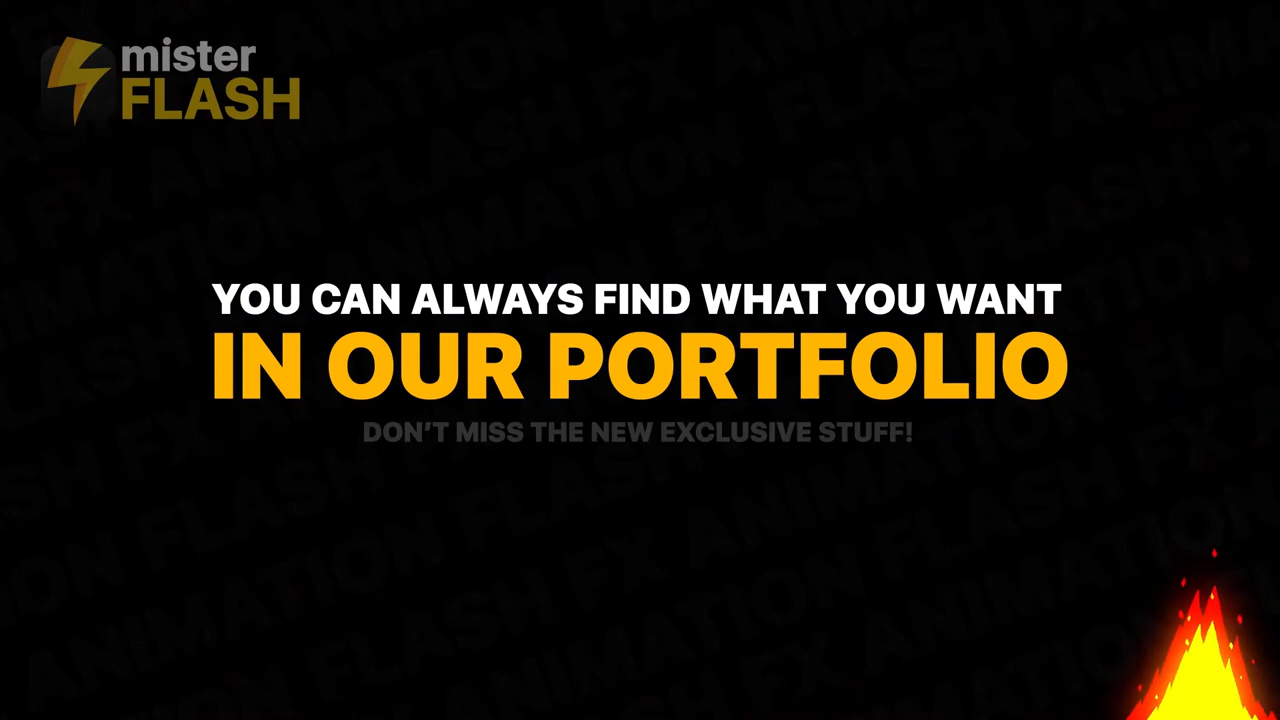 mister
FLASH
YOU CAN ALWAYS FIND WHAT YOU WANT
IN OUR PORTFOLIO
DON'T MISS THE NEW EXCLUSIVE STUFF!